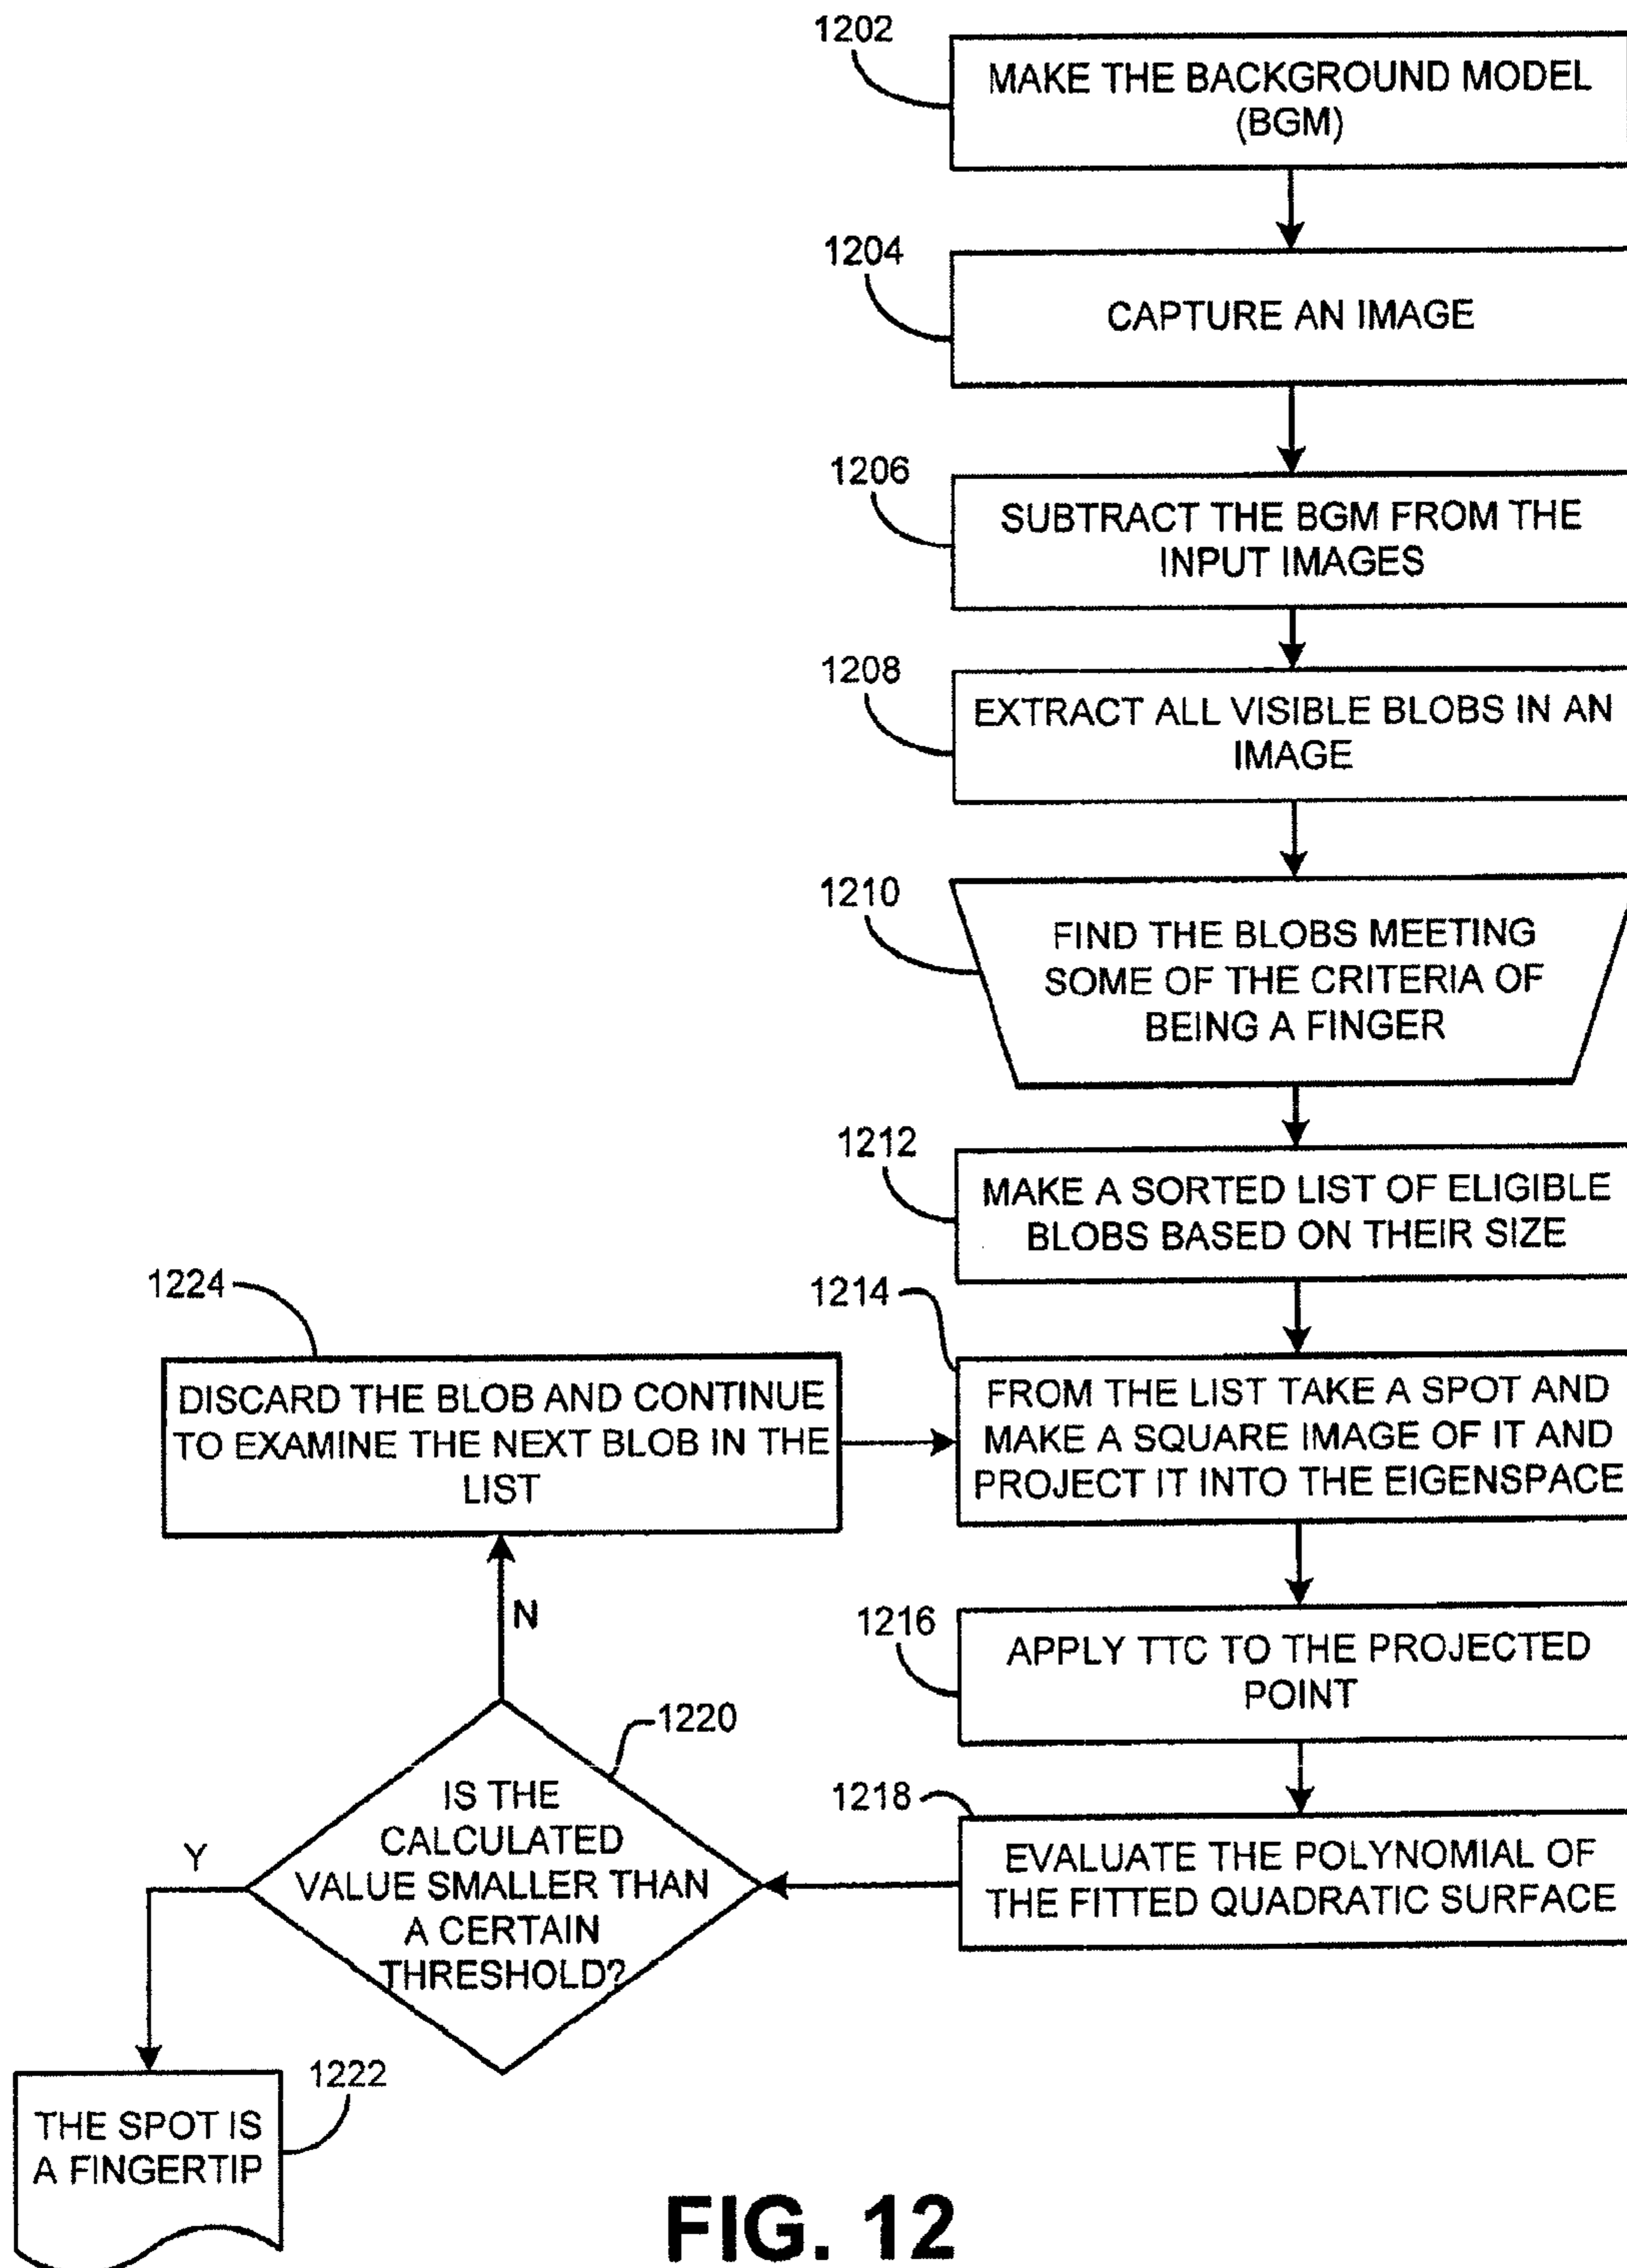 1202
MAKE THE BACKGROUND MODEL
(BGM)
1204
CAPTURE AN IMAGE
1206
SUBTRACT THE BGM FROM THE
INPUT IMAGES
1208
EXTRACT ALL VISIBLE BLOBS IN AN
IMAGE
1210
FIND THE BLOBS MEETING
SOME OF THE CRITERIA OF
BEING A FINGER
1212
MAKE A SORTED LIST OF ELIGIBLE
BLOBS BASED ON THEIR SIZE
1214
FROM THE LIST TAKE A SPOT AND
MAKE A SQUARE IMAGE OF IT AND
PROJECT IT INTO THE EIGENSPACE
1216
APPLY TTC TO THE PROJECTED
POINT
1218
EVALUATE THE POLYNOMIAL OF
THE FITTED QUADRATIC SURFACE
1220
IS THE
CALCULATED
VALUE SMALLER THAN
A CERTAIN
THRESHOLD?
N
1224
DISCARD THE BLOB AND CONTINUE
TO EXAMINE THE NEXT BLOB IN THE
LIST
Y
1222
THE SPOT IS
A FINGERTIP
FIG. 12